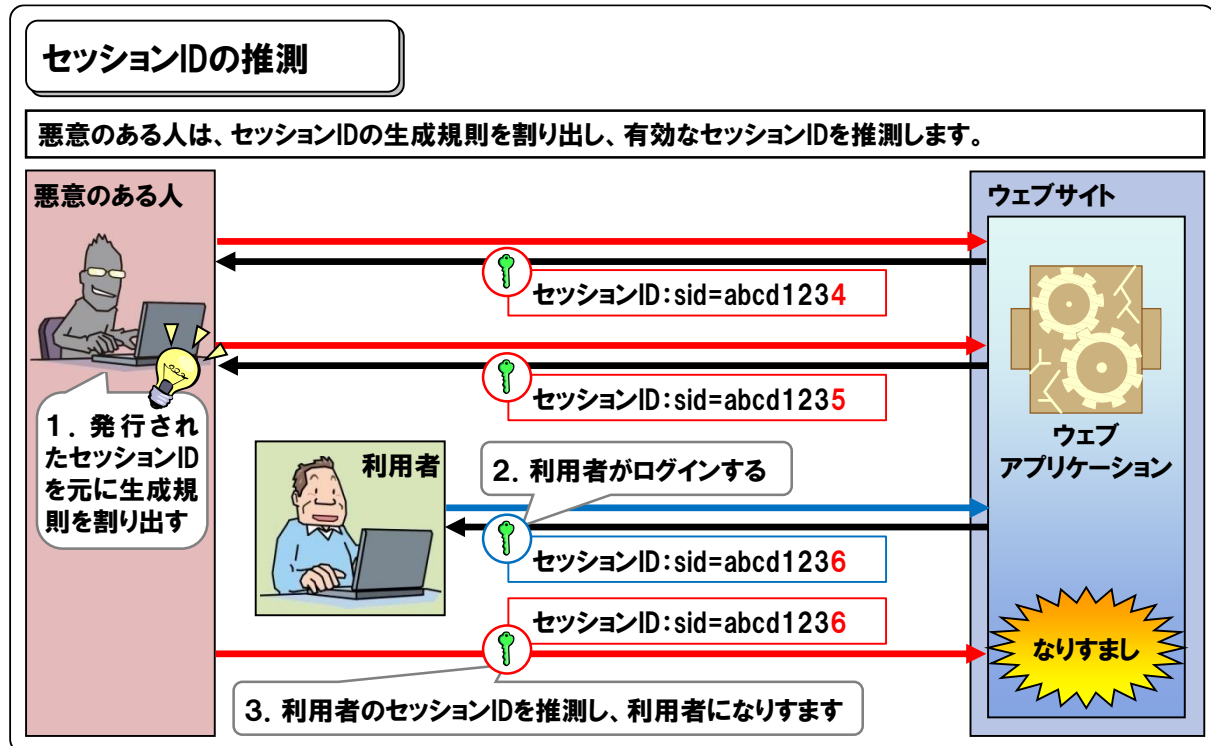 セッションIDの推測
悪意のある人は、セッションIDの生成規則を割り出し、有効なセッションIDを推測します。
悪意のある人
ウェブサイト
セッションID：sid=abcd1234
セッションID：sid=abcd1235
１．発行され
たセッションID
を元に生成規
則を割り出す
ウェブ
アプリケーション
利用者
２．利用者がログインする
セッションID：sid=abcd1236
セッションID：sid=abcd1236
なりすまし
３．利用者のセッションIDを推測し、利用者になりすます